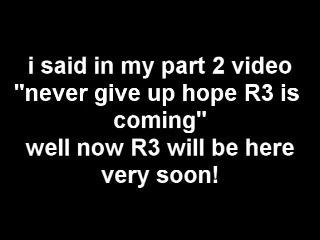 i said in my part 2 video
"never give up hope R3 is
coming"
well now R3 will be here
very soon!